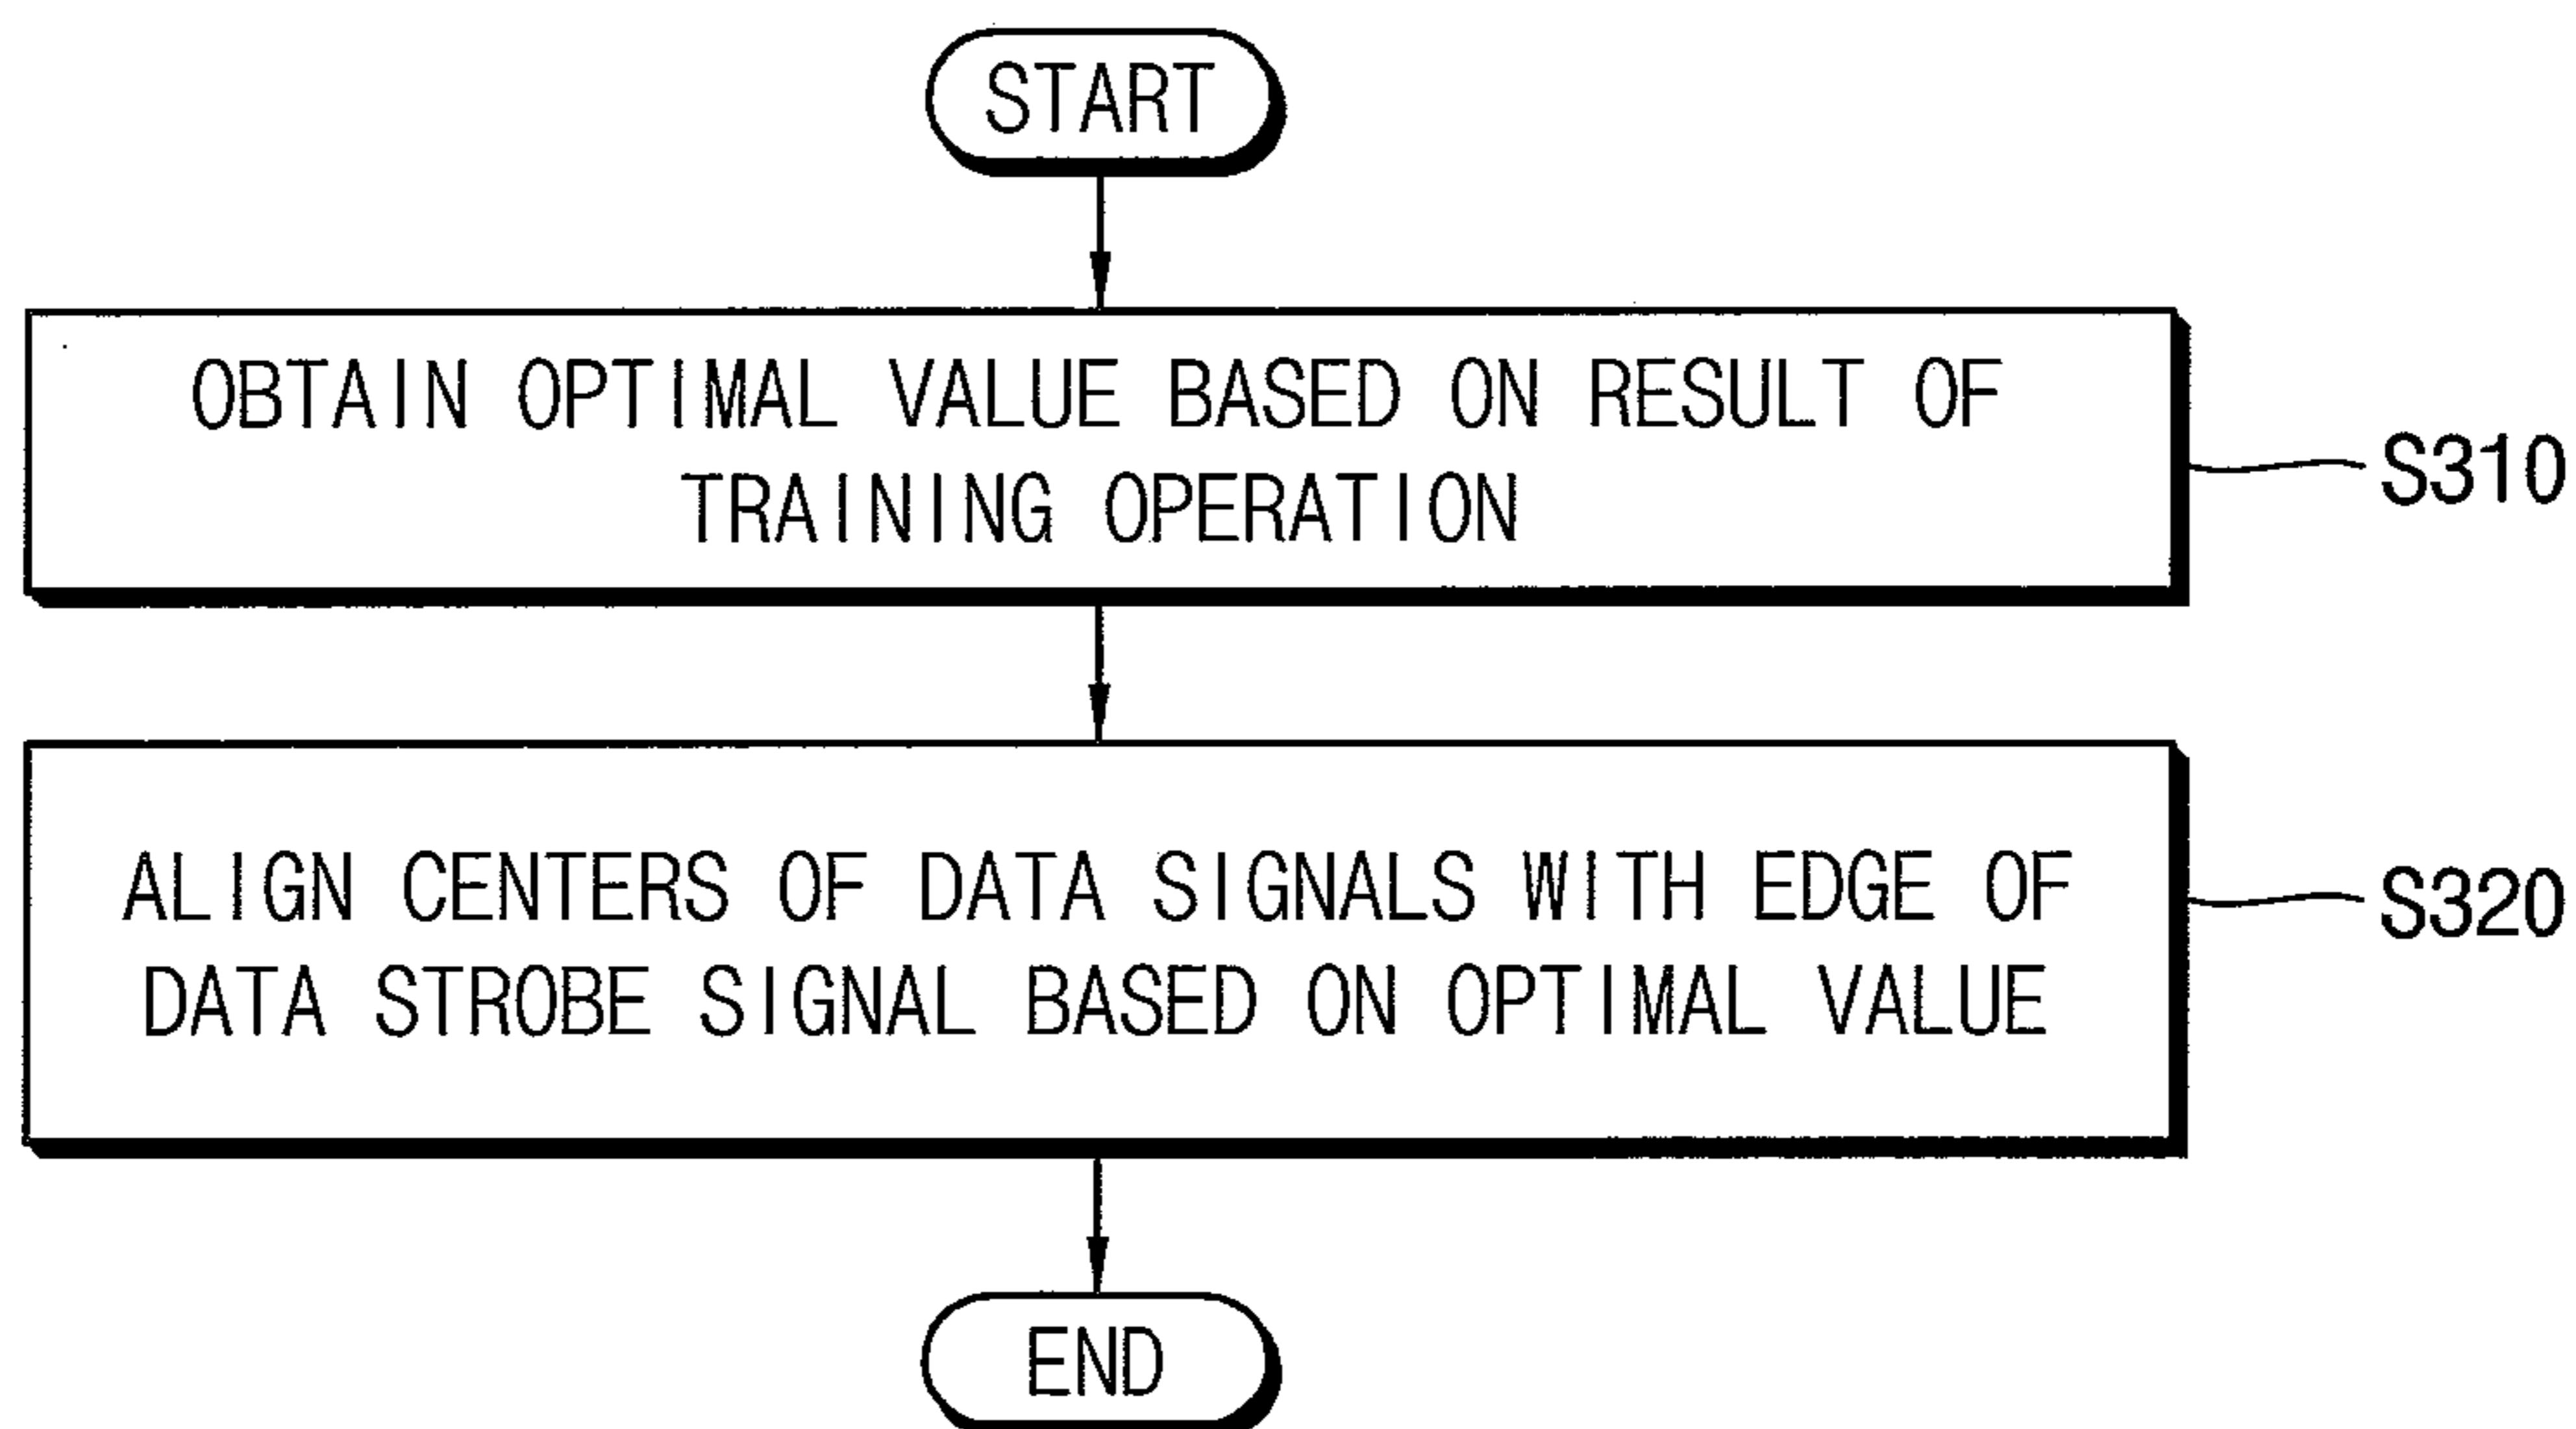 START
OBTAIN OPTIMAL VALUE BASED ON RESULT OF
TRAINING OPERATION
S310
ALIGN CENTERS OF DATA SIGNALS WITH EDGE OF
DATA STROBE SIGNAL BASED ON OPTIMAL VALUE
S320
END